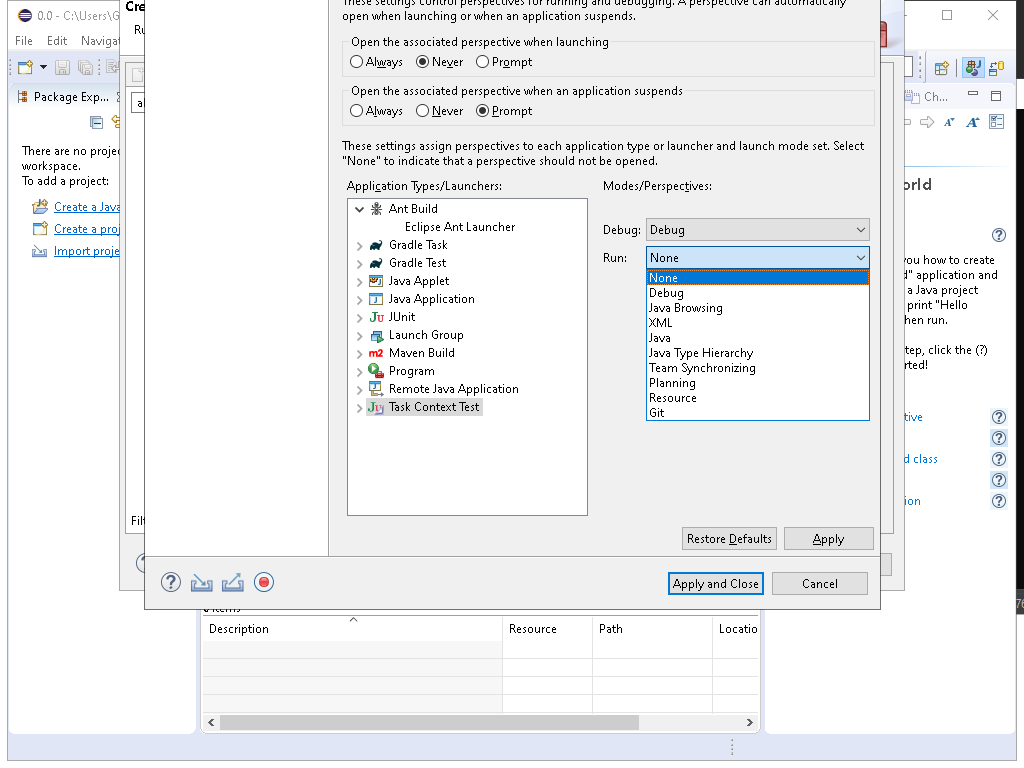 0.0 - C:\Users\G
File Edit Navigat
Package Exp...
There are no proje
workspace.
To add a project:
Create a Java
Create a proj
Import proje
Cre
Ru
al
Filt
These settings control perspectives for running and debugging. A perspective can automatically
open when launching or when an application suspends.
Open the associated perspective when launching
Always Never Prompt
Open the associated perspective when an application suspends
Always Never Prompt
These settings assign perspectives to each application type or launcher and launch mode set. Select
"None" to indicate that a perspective should not be opened.
Application Types/Launchers:
Ant Build
Eclipse Ant Launcher
Gradle Task
Gradle Test
Java Applet
Java Application
JUnit
Launch Group
m2 Maven Build
Program
Remote Java Application
Task Context Test
Modes/Perspectives:
Debug: Debug
Run: None
None
Debug
Java Browsing
XML
Java
Java Type Hierarchy
Team Synchronizing
Planning
Resource
Git
Restore Defaults Apply
Apply and Close Cancel
Ch...
orld
you how to create
d" application and
a Java project
print "Hello
hen run.
tep, click the (?)
rted!
tive
d class
ion
76
0 items
Description Resource Path Locatio